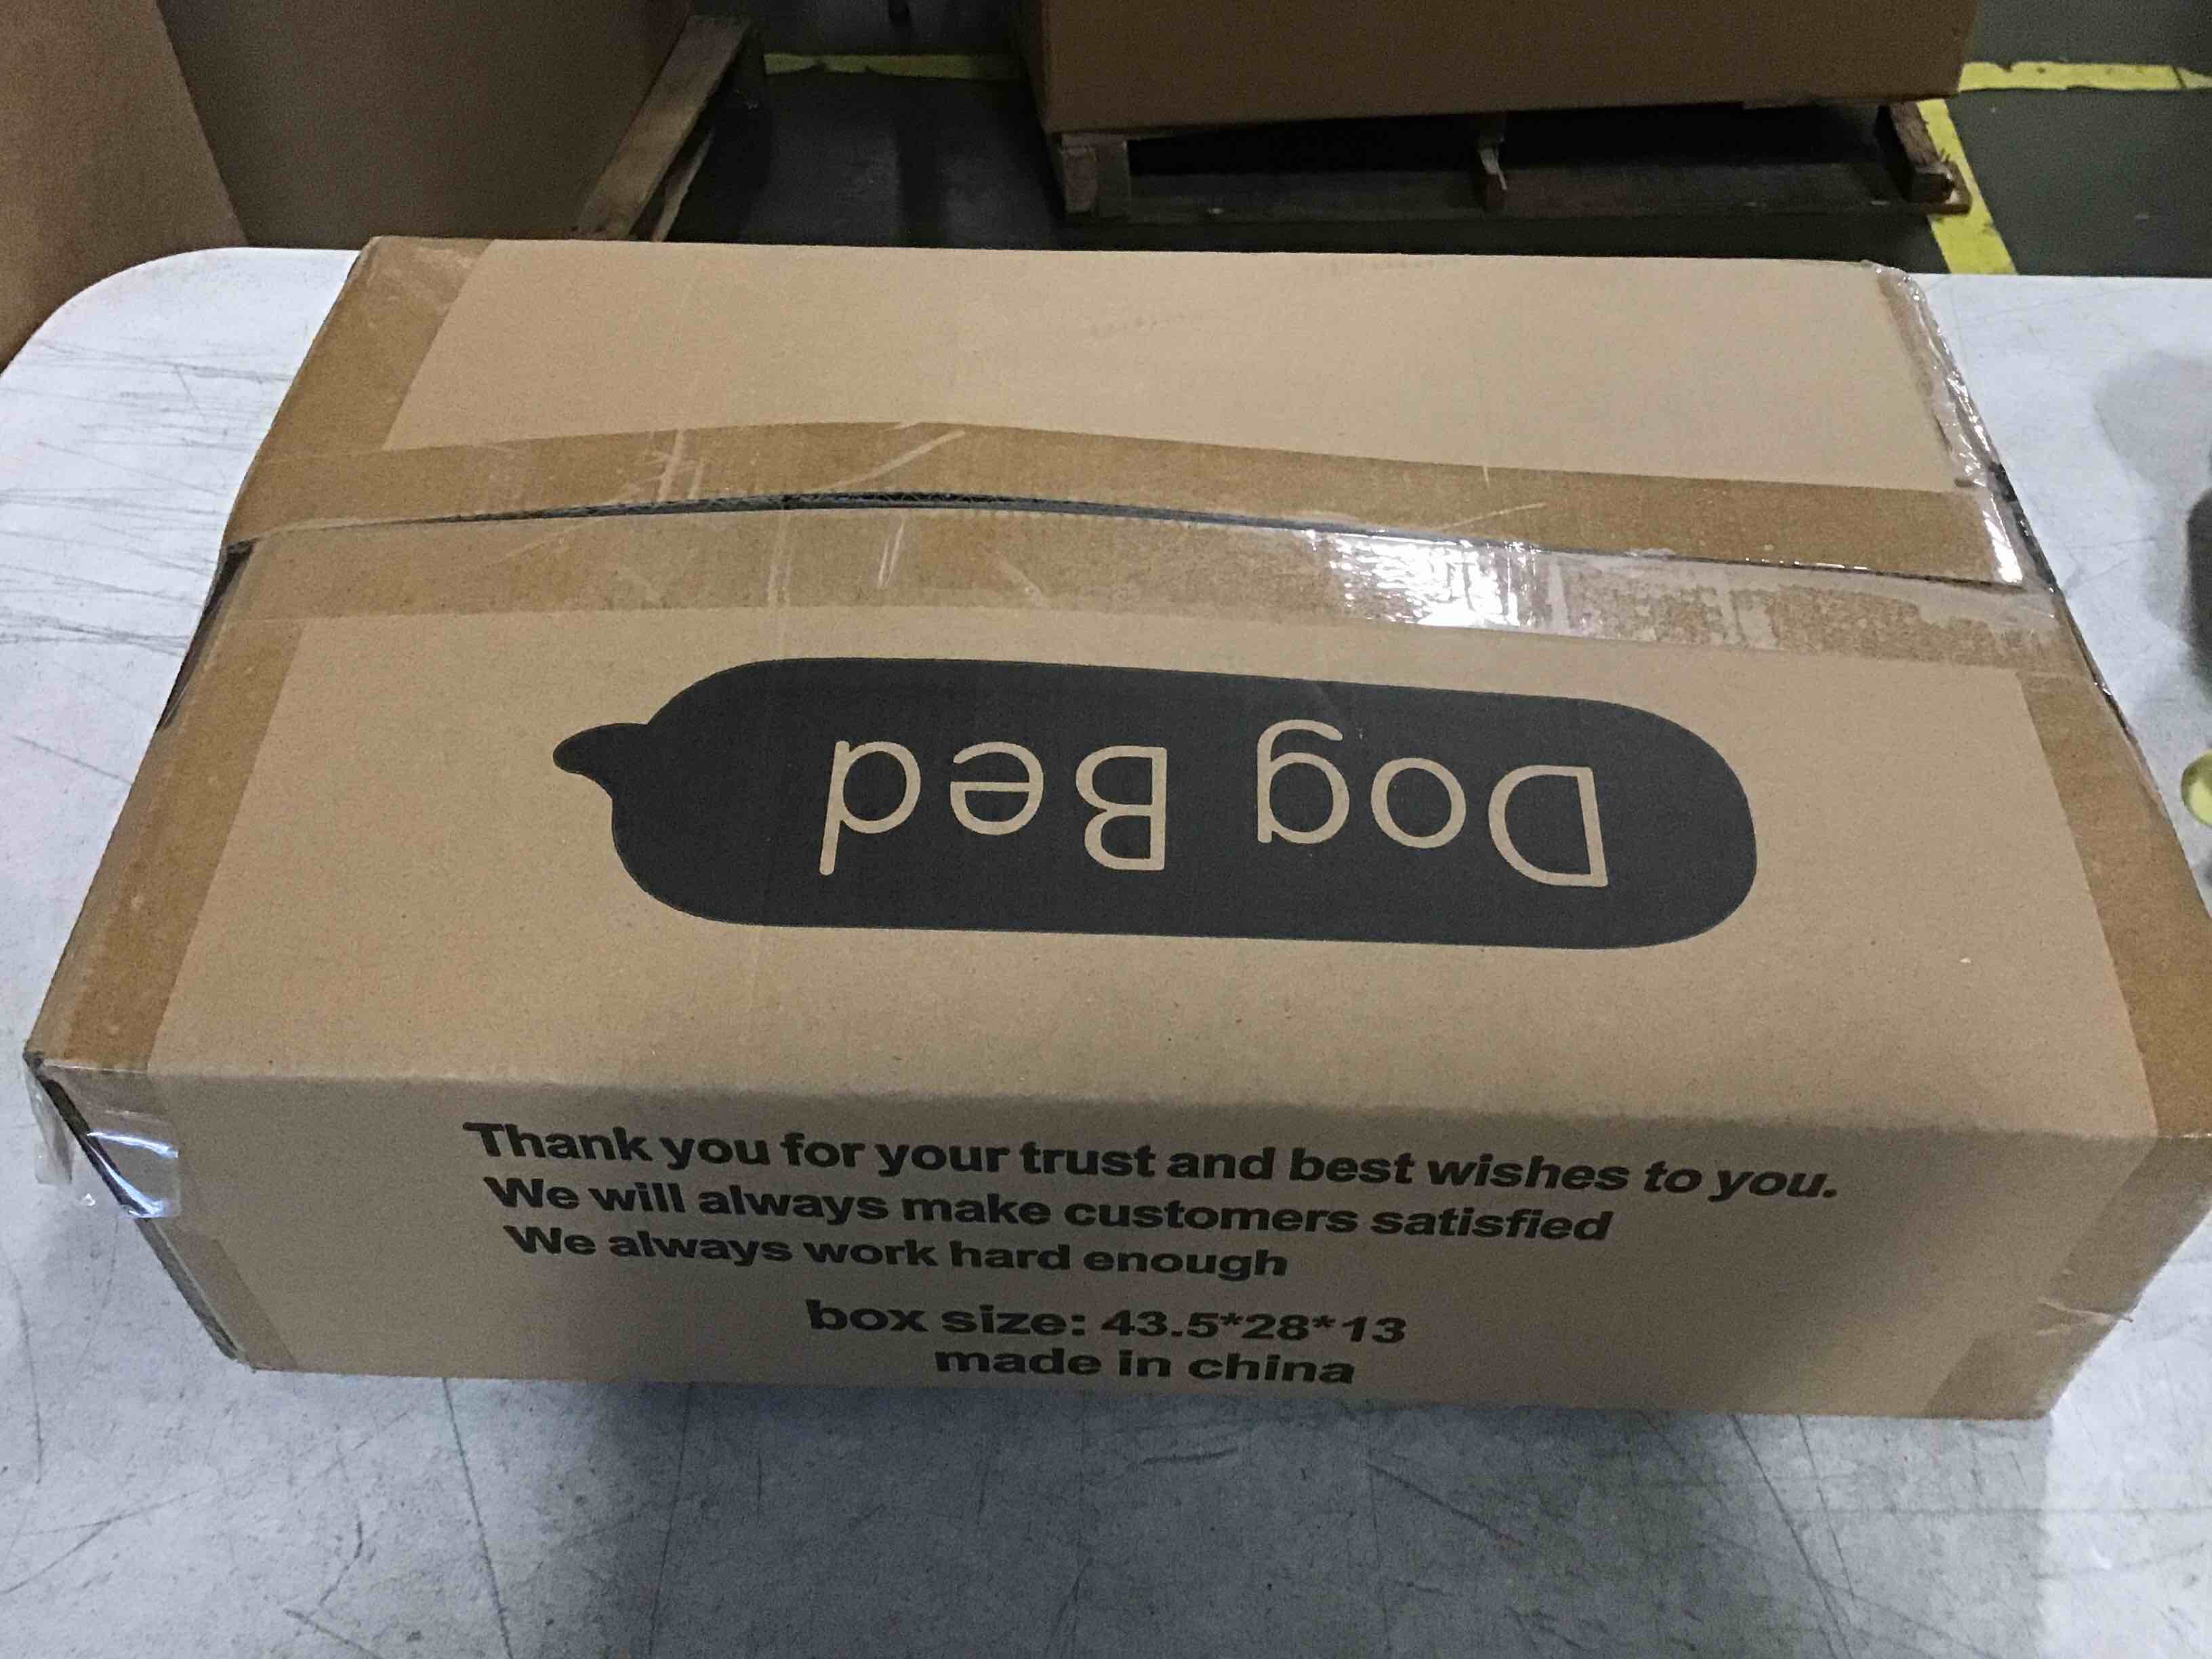 Dog Bed
Thank you for your trust and best wishes to you.
We will always make customers satisfied
We always work hard enough
box size: 43.5*28*13
made in china